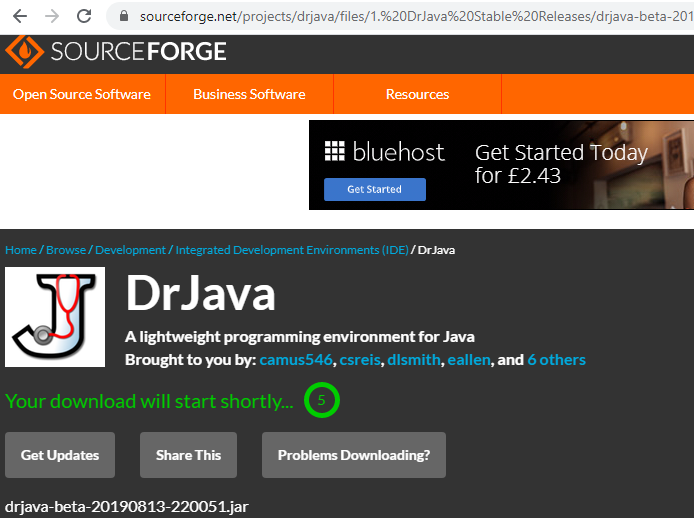 sourceforge.net/projects/drjava/files/1.%20DrJava%20Stable%20Releases/drjava-beta-201
SOURCEFORGE
Open Source Software
Business Software
Resources
bluehost
Get Started
Get Started Today
for £2.43
Home / Browse / Development / Integrated Development Environments (IDE) / DrJava
DrJava
A lightweight programming environment for Java
Brought to you by: camus546, csreis, dlsmith, eallen, and 6 others
Your download will start shortly... 5
Get Updates
Share This
Problems Downloading?
drjava-beta-20190813-220051.jar